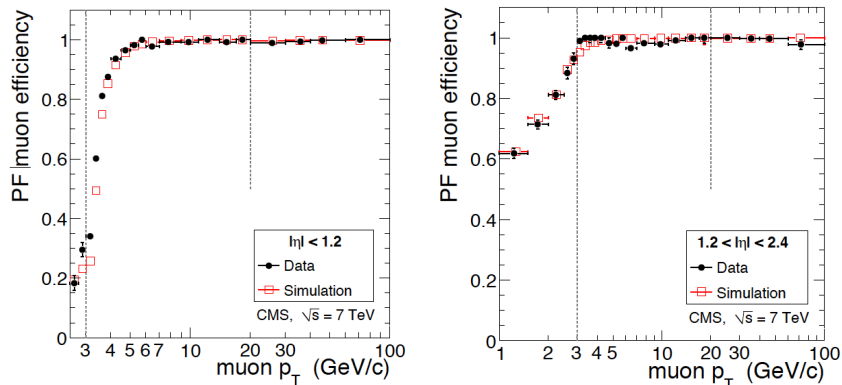 PF |muon efficiency
1
0.8
0.6
0.4
0.2
0
|η| < 1.2
Data
Simulation
CMS, √s = 7 TeV
3 4 5 6 7 10 20 30 100
muon p_T (GeV/c)
PF muon efficiency
1
0.8
0.6
0.4
0.2
0
1.2 < |η| < 2.4
Data
Simulation
CMS, √s = 7 TeV
1 2 3 4 5 10 20 30 100
muon p_T (GeV/c)